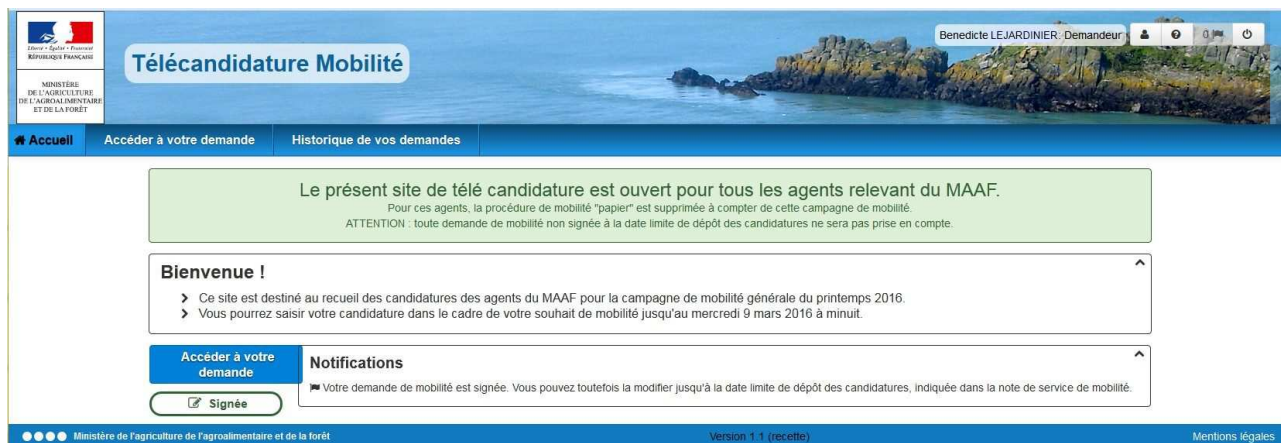 Liberté • Égalité • Fraternité
RÉPUBLIQUE FRANÇAISE
MINISTÈRE
DE L'AGRICULTURE
DE L'AGROALIMENTAIRE
ET DE LA FORÊT
Télécandidature Mobilité
Benedicte LEJARDINIER: Demandeur
0
Accueil
Accéder à votre demande
Historique de vos demandes
Le présent site de télé candidature est ouvert pour tous les agents relevant du MAAF.
Pour ces agents, la procédure de mobilité "papier" est supprimée à compter de cette campagne de mobilité.
ATTENTION : toute demande de mobilité non signée à la date limite de dépôt des candidatures ne sera pas prise en compte.
Bienvenue !
Ce site est destiné au recueil des candidatures des agents du MAAF pour la campagne de mobilité générale du printemps 2016.
Vous pourrez saisir votre candidature dans le cadre de votre souhait de mobilité jusqu'au mercredi 9 mars 2016 à minuit.
Accéder à votre
demande
Signée
Notifications
Votre demande de mobilité est signée. Vous pouvez toutefois la modifier jusqu'à la date limite de dépôt des candidatures, indiquée dans la note de service de mobilité.
Ministère de l'agriculture de l'agroalimentaire et de la forêt
Version 1.1 (recette)
Mentions légales